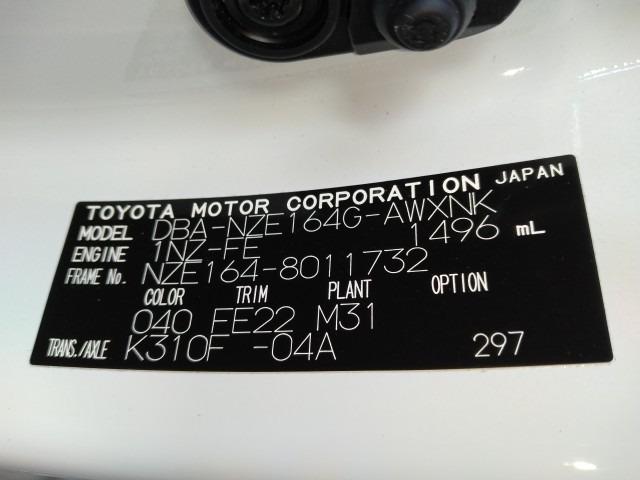 TOYOTA MOTOR CORPORATION JAPAN
MODEL DBA-NZE164G-AWXNK
ENGINE 1NZ-FE 1496 mL
FRAME No. NZE164-8011732
COLOR TRIM PLANT OPTION
040 FE22 M31
TRANS./AXLE K310F -04A 297